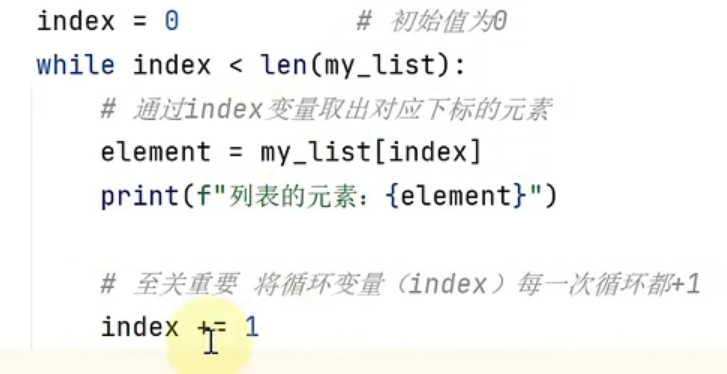 index = 0 # 初始值为0
while index < len(my_list):
# 通过index变量取出对应下标的元素
element = my_list[index]
print(f"列表的元素：{element}")
# 至关重要 将循环变量（index）每一次循环都+1
index += 1